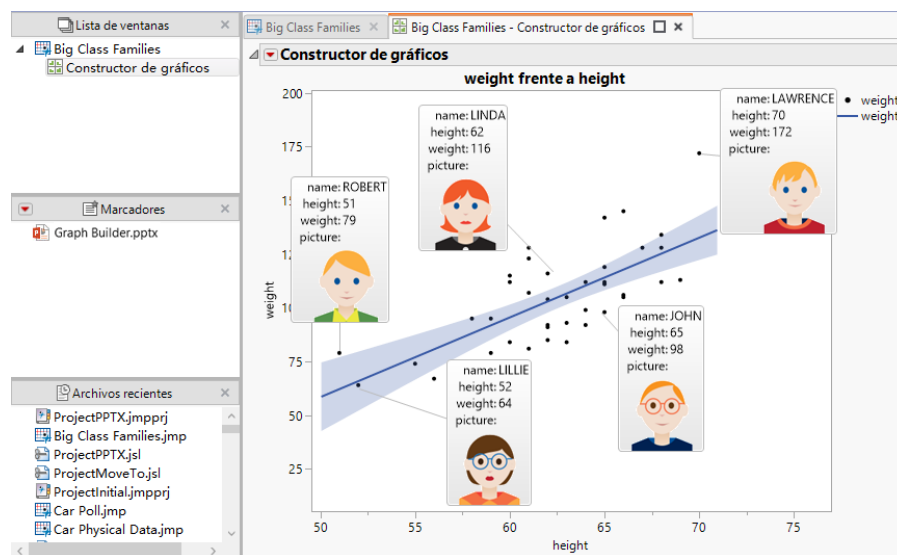 Lista de ventanas
Big Class Families
Constructor de gráficos
Marcadores
Graph Builder.pptx
Archivos recientes
ProjectPPTX.jmpprj
Big Class Families.jmp
ProjectPPTX.jsl
ProjectMoveTo.jsl
ProjectInitial.jmpprj
Car Poll.jmp
Car Physical Data.jmp
Big Class Families
Big Class Families - Constructor de gráficos
Constructor de gráficos
weight frente a height
200
175
75
50
25
weight
50
55
60
65
70
75
height
name: ROBERT
height: 51
weight: 79
picture:
name: LINDA
height: 62
weight: 116
picture:
name: LAWRENCE
height: 70
weight: 172
picture:
name: LILLIE
height: 52
weight: 64
picture:
name: JOHN
height: 65
weight: 98
picture:
weight
weight